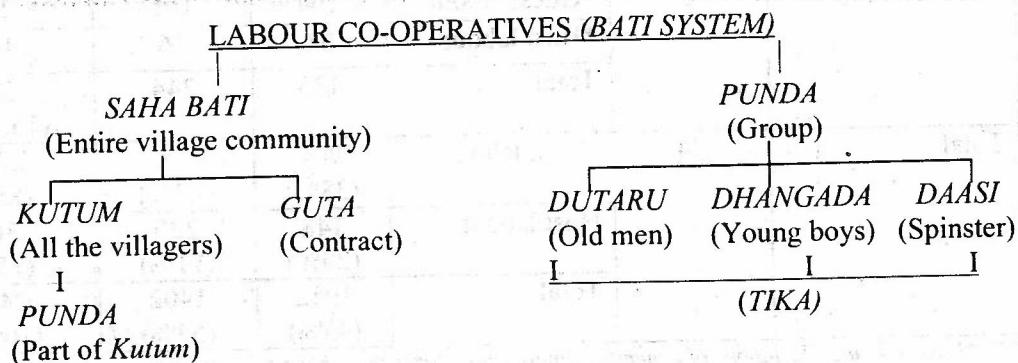 LABOUR CO-OPERATIVES (BATI SYSTEM)
SAHA BATI
(Entire village community)
PUNDA
(Group)
KUTUM
(All the villagers)
GUTA
(Contract)
DUTARU
(Old men)
DHANGADA
(Young boys)
DAASI
(Spinster)
PUNDA
(Part of Kutum)
(TIKA)